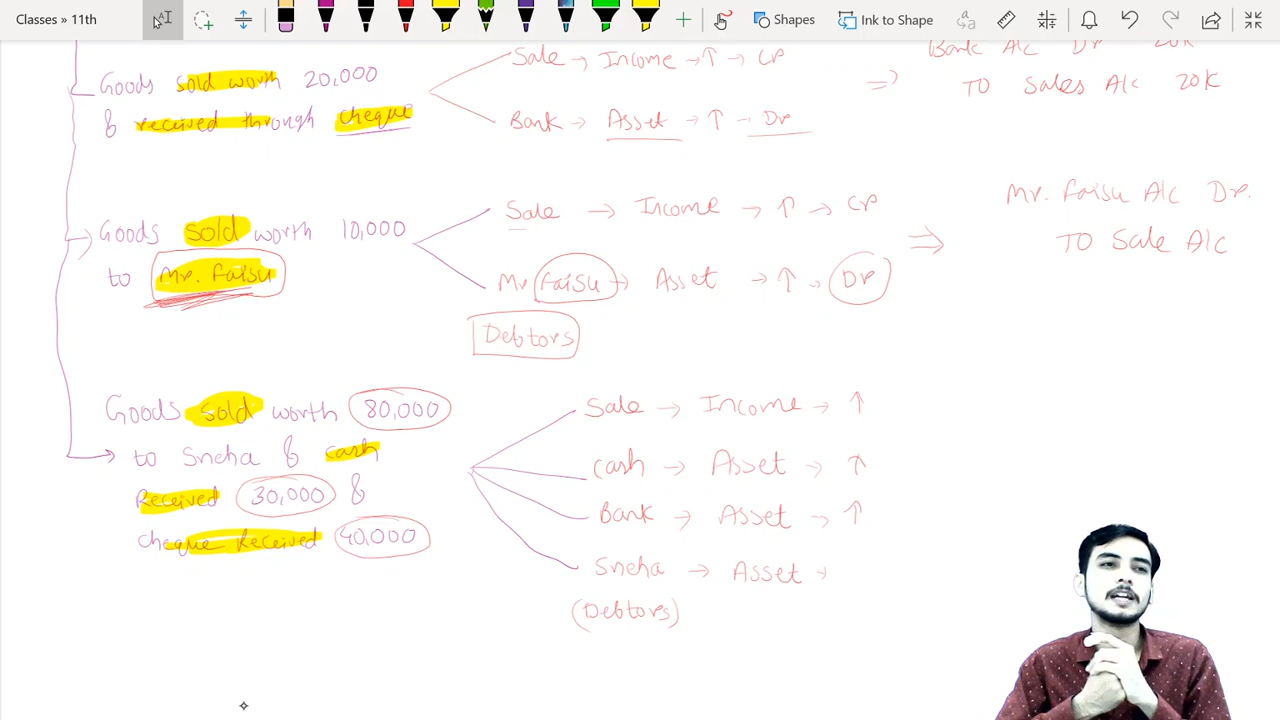 Classes » 11th
Shapes
Ink to Shape
Bank A/c Dr 20K
TO Sales A/c 20K
Goods sold worth 20,000
& received through cheque
Sale → Income → ↑ → Cr
Bank → Asset → ↑ → Dr
⇒
Goods sold worth 10,000
to Mr. Faisu
Sale → Income → ↑ → Cr
Mr Faisu → Asset → ↑ → Dr
Debtors
⇒
Mr. Faisu A/c Dr.
TO Sale A/c
Goods sold worth 80,000
to Sneha & cash
Received 30,000 &
cheque Received 40,000
Sale → Income → ↑
cash → Asset → ↑
Bank → Asset → ↑
Sneha → Asset →
(Debtors)